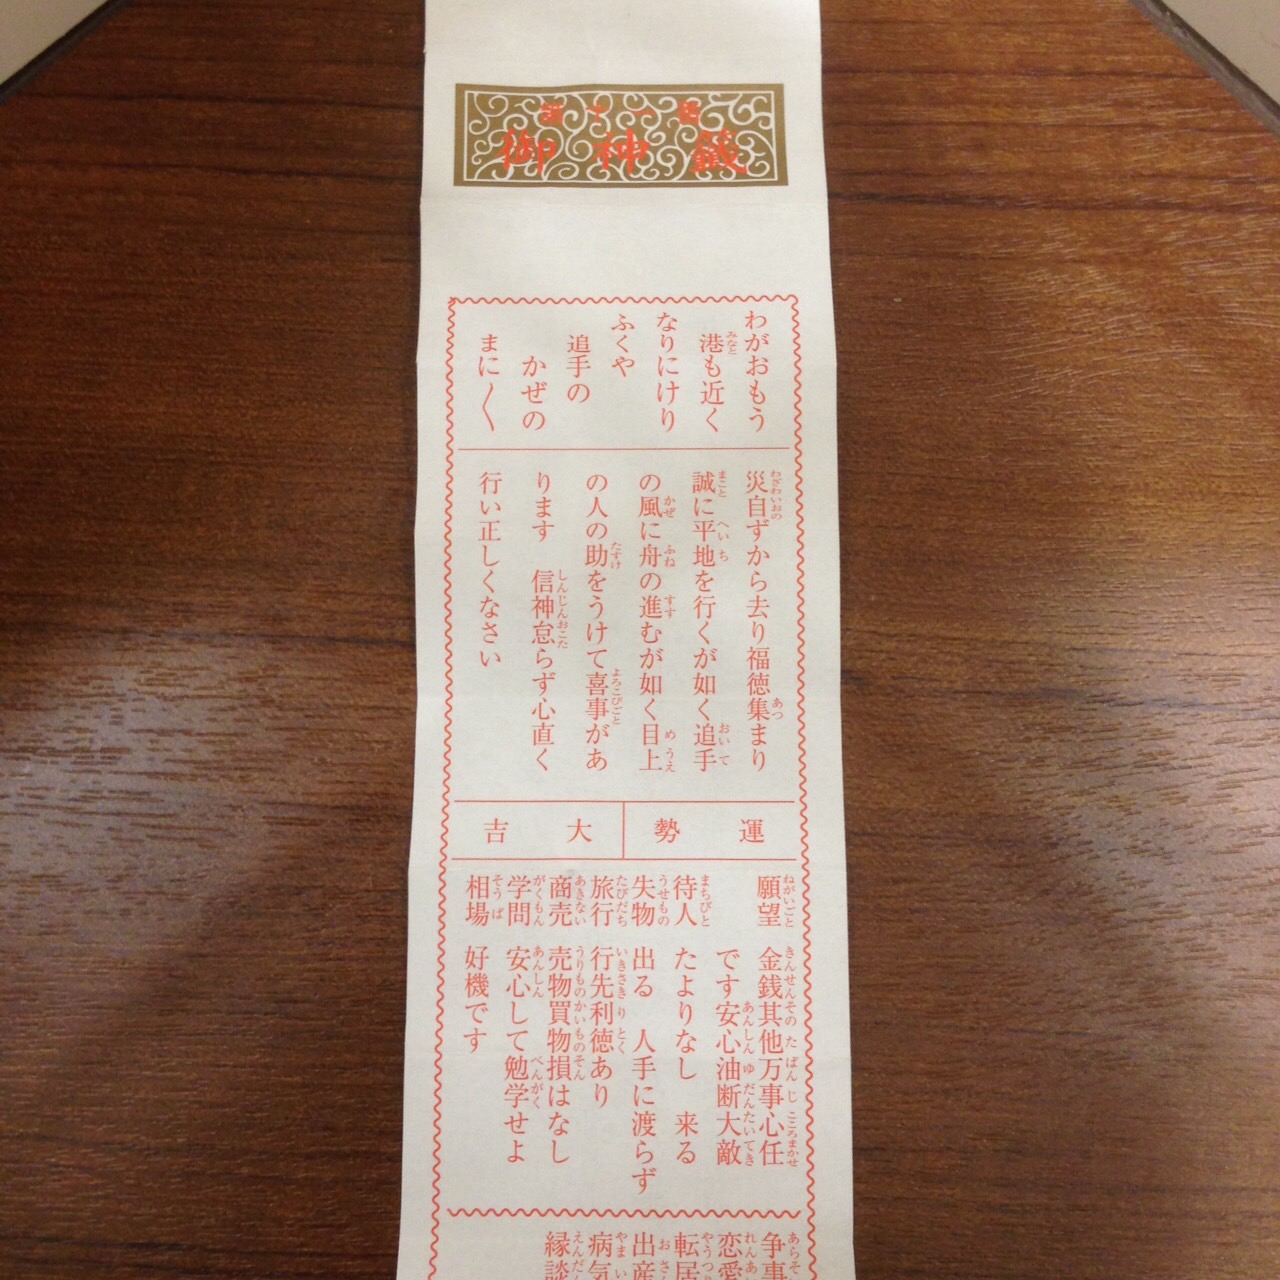 第十一番
御神籤
わがおもう
港も近く
なりにけり
ふくや
追手の
かぜの
まに〱
災自ずから去り福徳集まり
誠に平地を行くが如く追手
の風に舟の進むが如く目上
の人の助をうけて喜事があ
ります 信神怠らず心直く
行い正しくなさい
運勢 大吉
願望 金銭其他万事心任
です安心油断大敵
待人 たよりなし 来る
失物 出る 人手に渡らず
旅行 行先利徳あり
商売 売物買物損はなし
学問 安心して勉学せよ
相場 好機です
争事
恋愛
転居
出産
病気
縁談